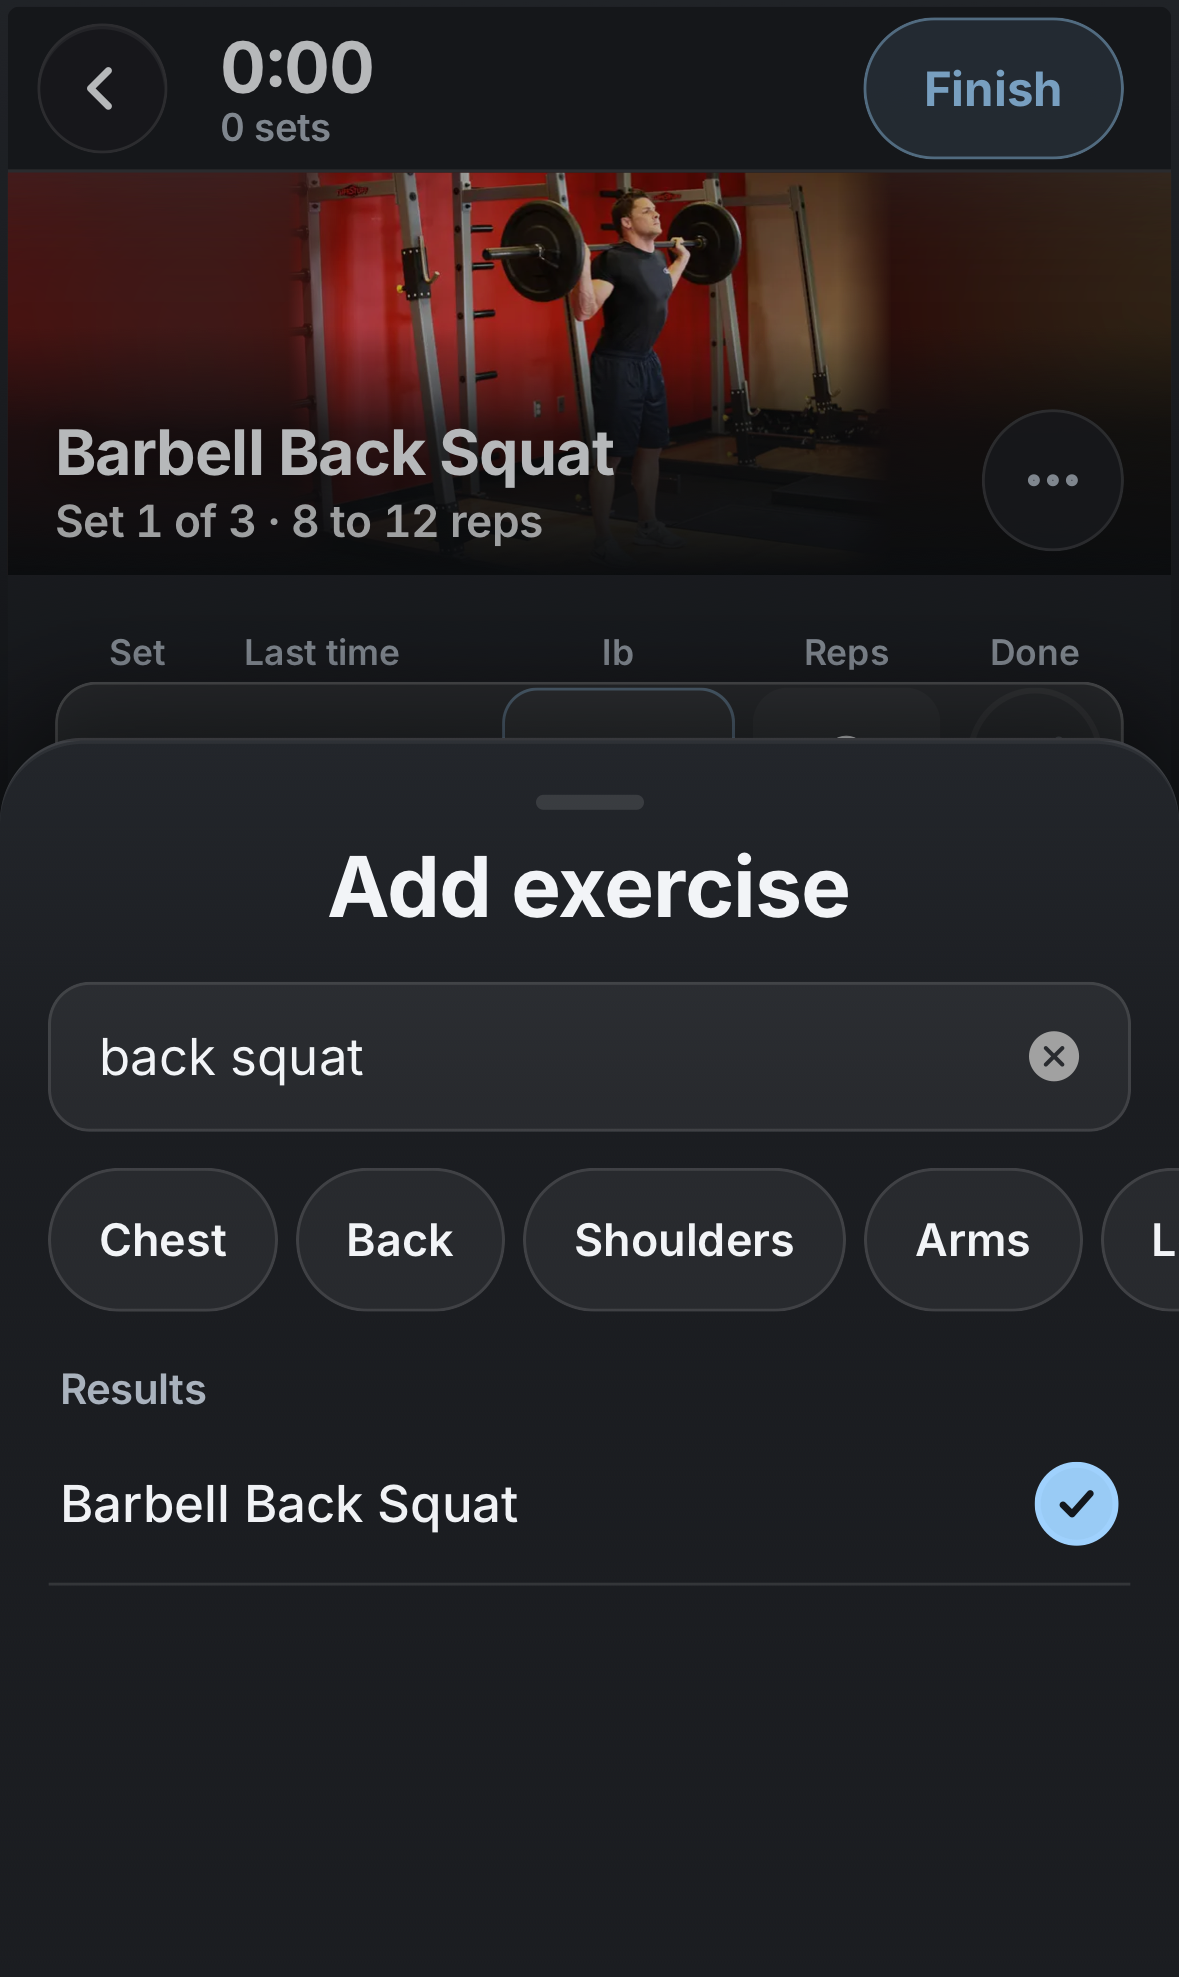 0:00
0 sets
Finish
Barbell Back Squat
Set 1 of 3 · 8 to 12 reps
Set Last time lb Reps Done
Add exercise
back squat
Chest Back Shoulders Arms L
Results
Barbell Back Squat